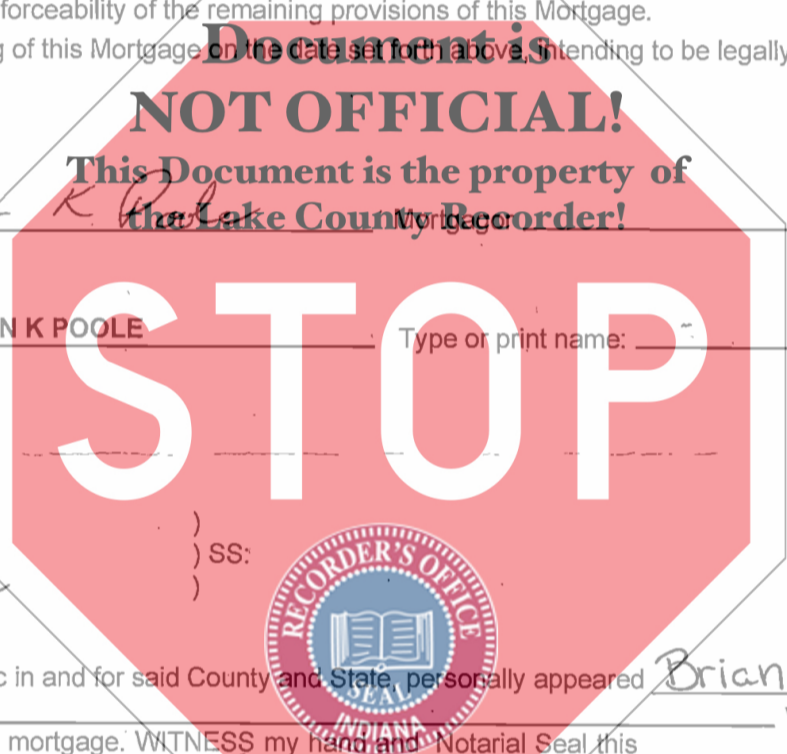 forceability of the remaining provisions of this Mortgage.
g of this Mortgage on the date set forth above, intending to be legally
Document is
NOT OFFICIAL!
This Document is the property of
the Lake County Recorder!
K Poole Mortgagor
N K POOLE Type or print name:
STOP
)
) SS:
)
RECORDER'S OFFICE
SEAL
INDIANA
c in and for said County and State, personally appeared Brian
mortgage. WITNESS my hand and Notarial Seal this